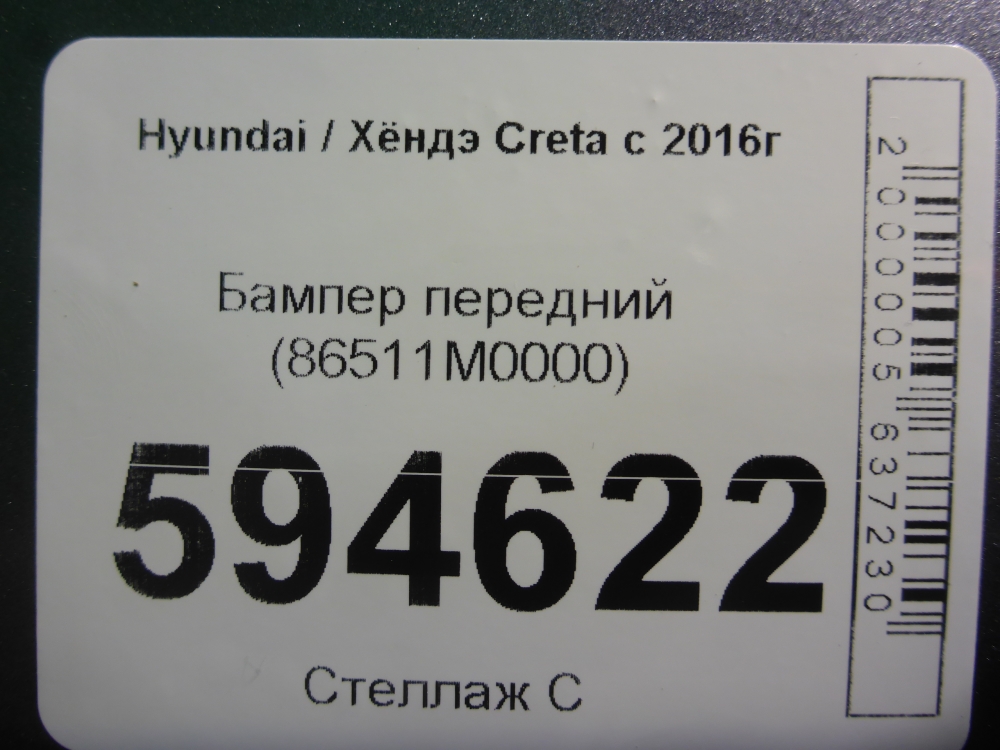 Hyundai / Хёндэ Creta с 2016г
Бампер передний
(86511M0000)
594622
Стеллаж С
2000005637230